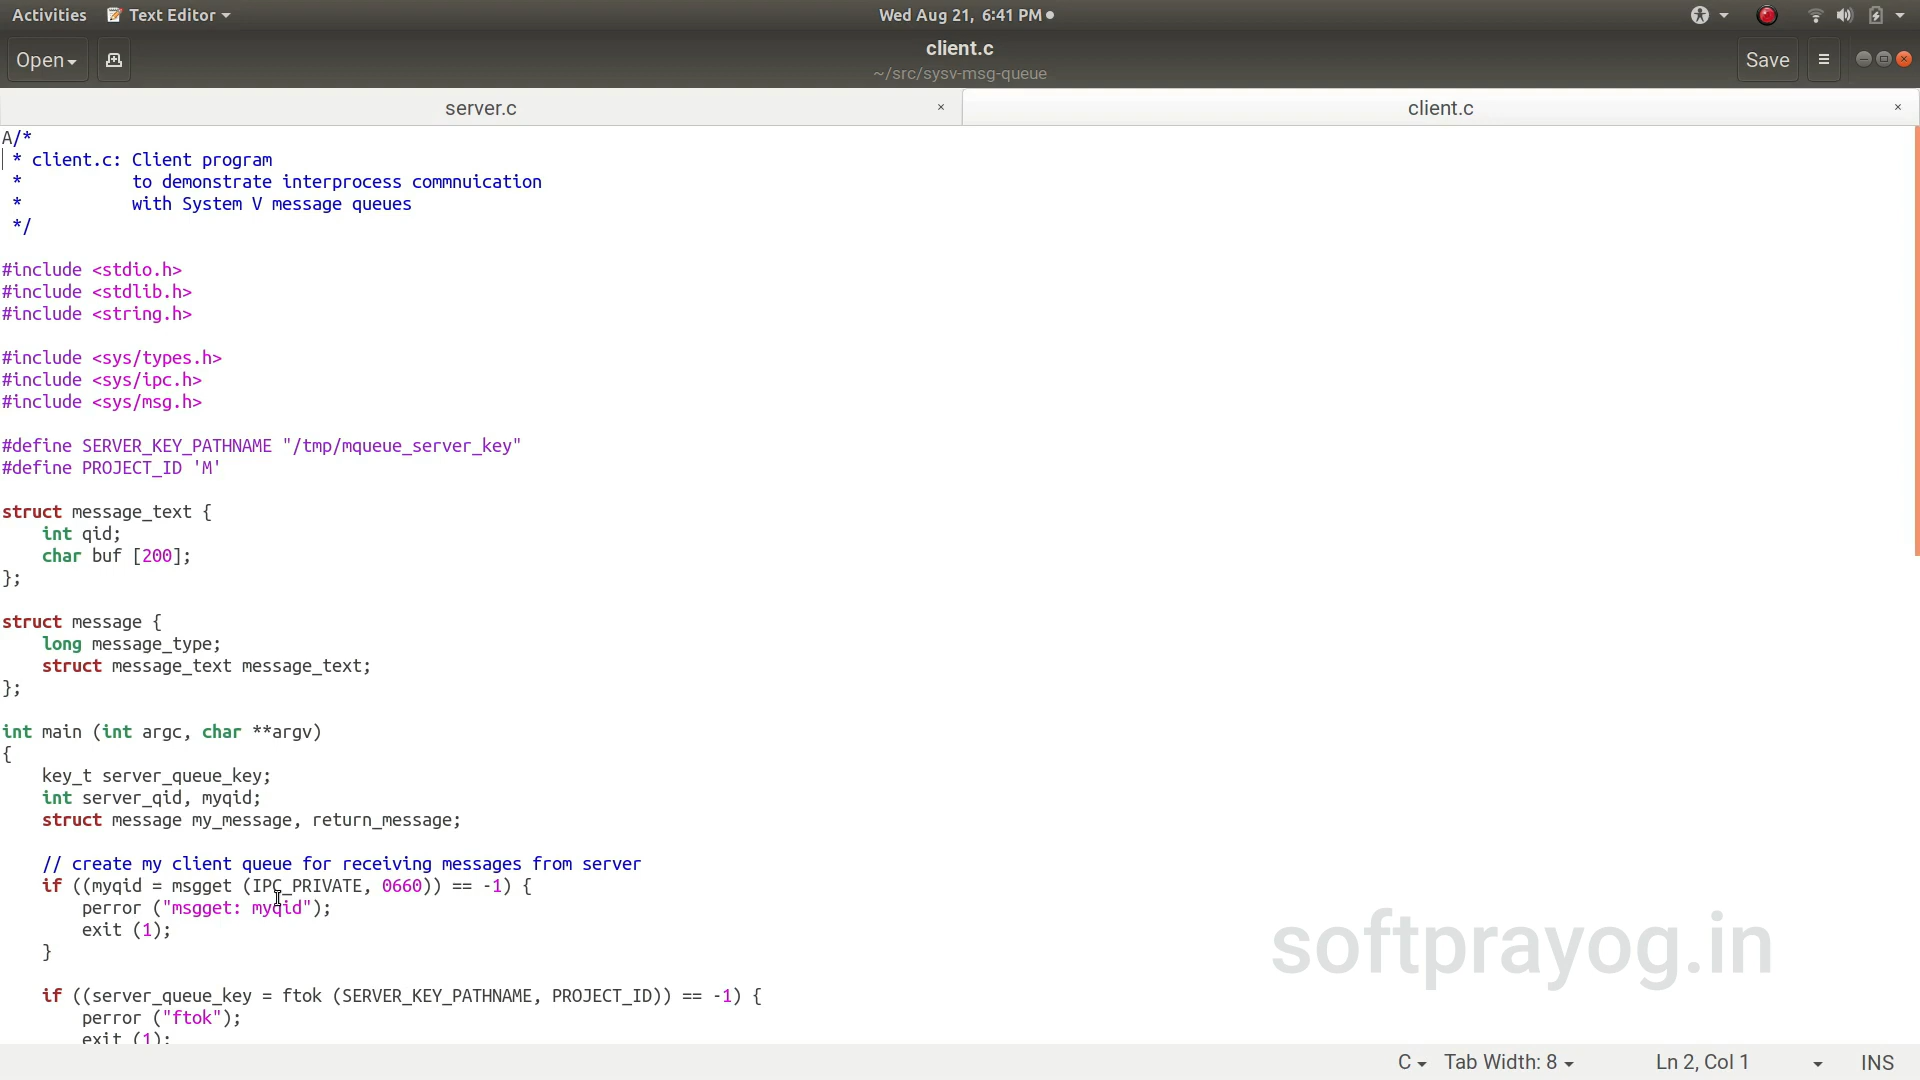 Activities Text Editor Wed Aug 21, 6:41 PM
Open client.c Save
~/src/sysv-msg-queue
server.c × client.c ×
A/*
 * client.c: Client program
 *           to demonstrate interprocess commnuication
 *           with System V message queues
 */
#include <stdio.h>
#include <stdlib.h>
#include <string.h>
#include <sys/types.h>
#include <sys/ipc.h>
#include <sys/msg.h>
#define SERVER_KEY_PATHNAME "/tmp/mqueue_server_key"
#define PROJECT_ID 'M'
struct message_text {
    int qid;
    char buf [200];
};
struct message {
    long message_type;
    struct message_text message_text;
};
int main (int argc, char **argv)
{
    key_t server_queue_key;
    int server_qid, myqid;
    struct message my_message, return_message;
    // create my client queue for receiving messages from server
    if ((myqid = msgget (IPC_PRIVATE, 0660)) == -1) {
        perror ("msgget: myqid");
        exit (1);
    }
    if ((server_queue_key = ftok (SERVER_KEY_PATHNAME, PROJECT_ID)) == -1) {
        perror ("ftok");
        exit (1);
softprayog.in
C Tab Width: 8 Ln 2, Col 1 INS